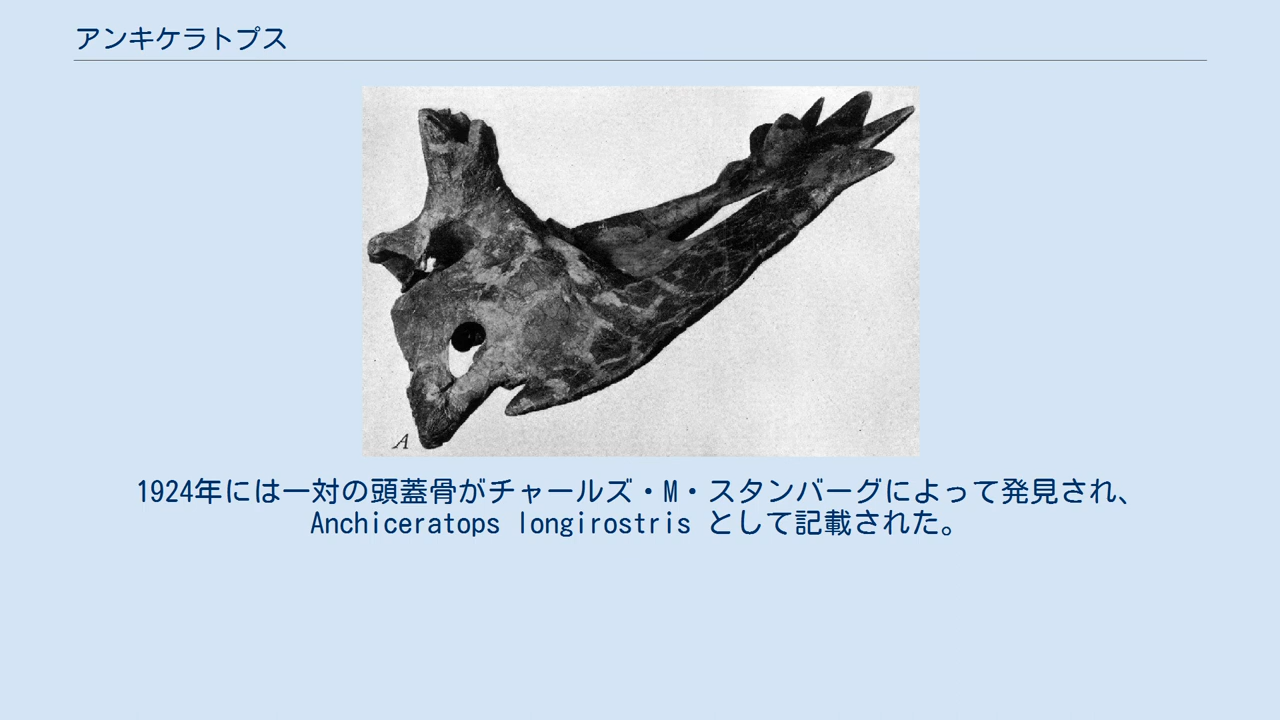 アンキケラトプス
A
1924年には一対の頭蓋骨がチャールズ・M・スタンバーグによって発見され、
Anchiceratops longirostris として記載された。